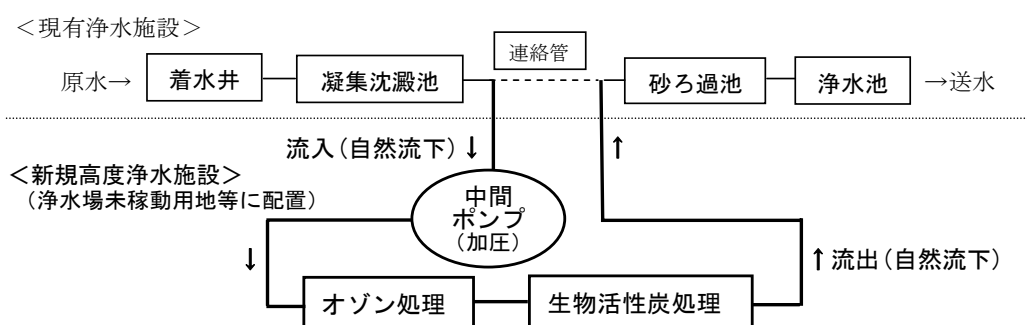 ＜現有浄水施設＞
連絡管
原水→
着水井
凝集沈澱池
砂ろ過池
浄水池
→送水
流入（自然流下）↓
↑
＜新規高度浄水施設＞
（浄水場未稼動用地等に配置）
中間
ポンプ
（加圧）
↓
↑流出（自然流下）
オゾン処理
生物活性炭処理